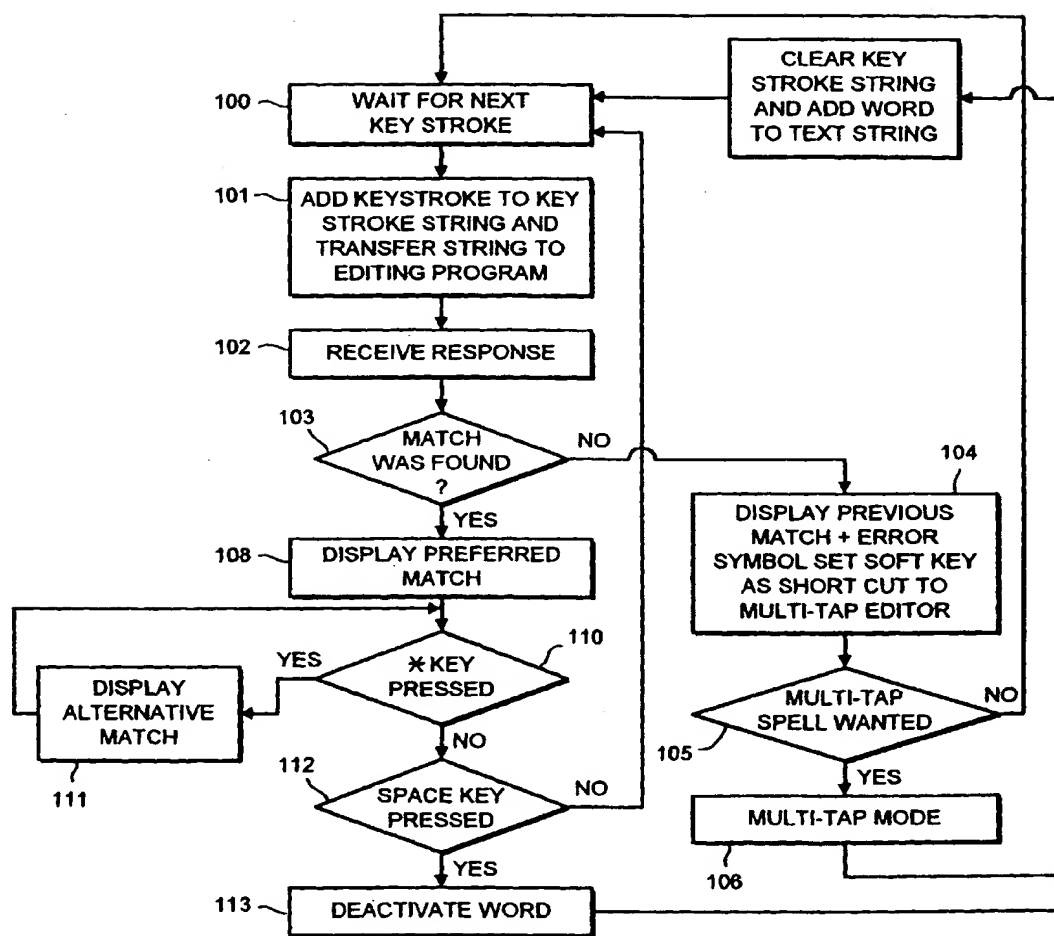 CLEAR KEY
STROKE STRING
AND ADD WORD
TO TEXT STRING
100
WAIT FOR NEXT
KEY STROKE
101
ADD KEYSTROKE TO KEY
STROKE STRING AND
TRANSFER STRING TO
EDITING PROGRAM
102
RECEIVE RESPONSE
103
MATCH
WAS FOUND
?
NO
YES
104
DISPLAY PREVIOUS
MATCH + ERROR
SYMBOL SET SOFT KEY
AS SHORT CUT TO
MULTI-TAP EDITOR
108
DISPLAY PREFERRED
MATCH
110
* KEY
PRESSED
YES
NO
DISPLAY
ALTERNATIVE
MATCH
111
MULTI-TAP
SPELL WANTED
NO
105
YES
112
SPACE KEY
PRESSED
NO
YES
MULTI-TAP MODE
106
113
DEACTIVATE WORD